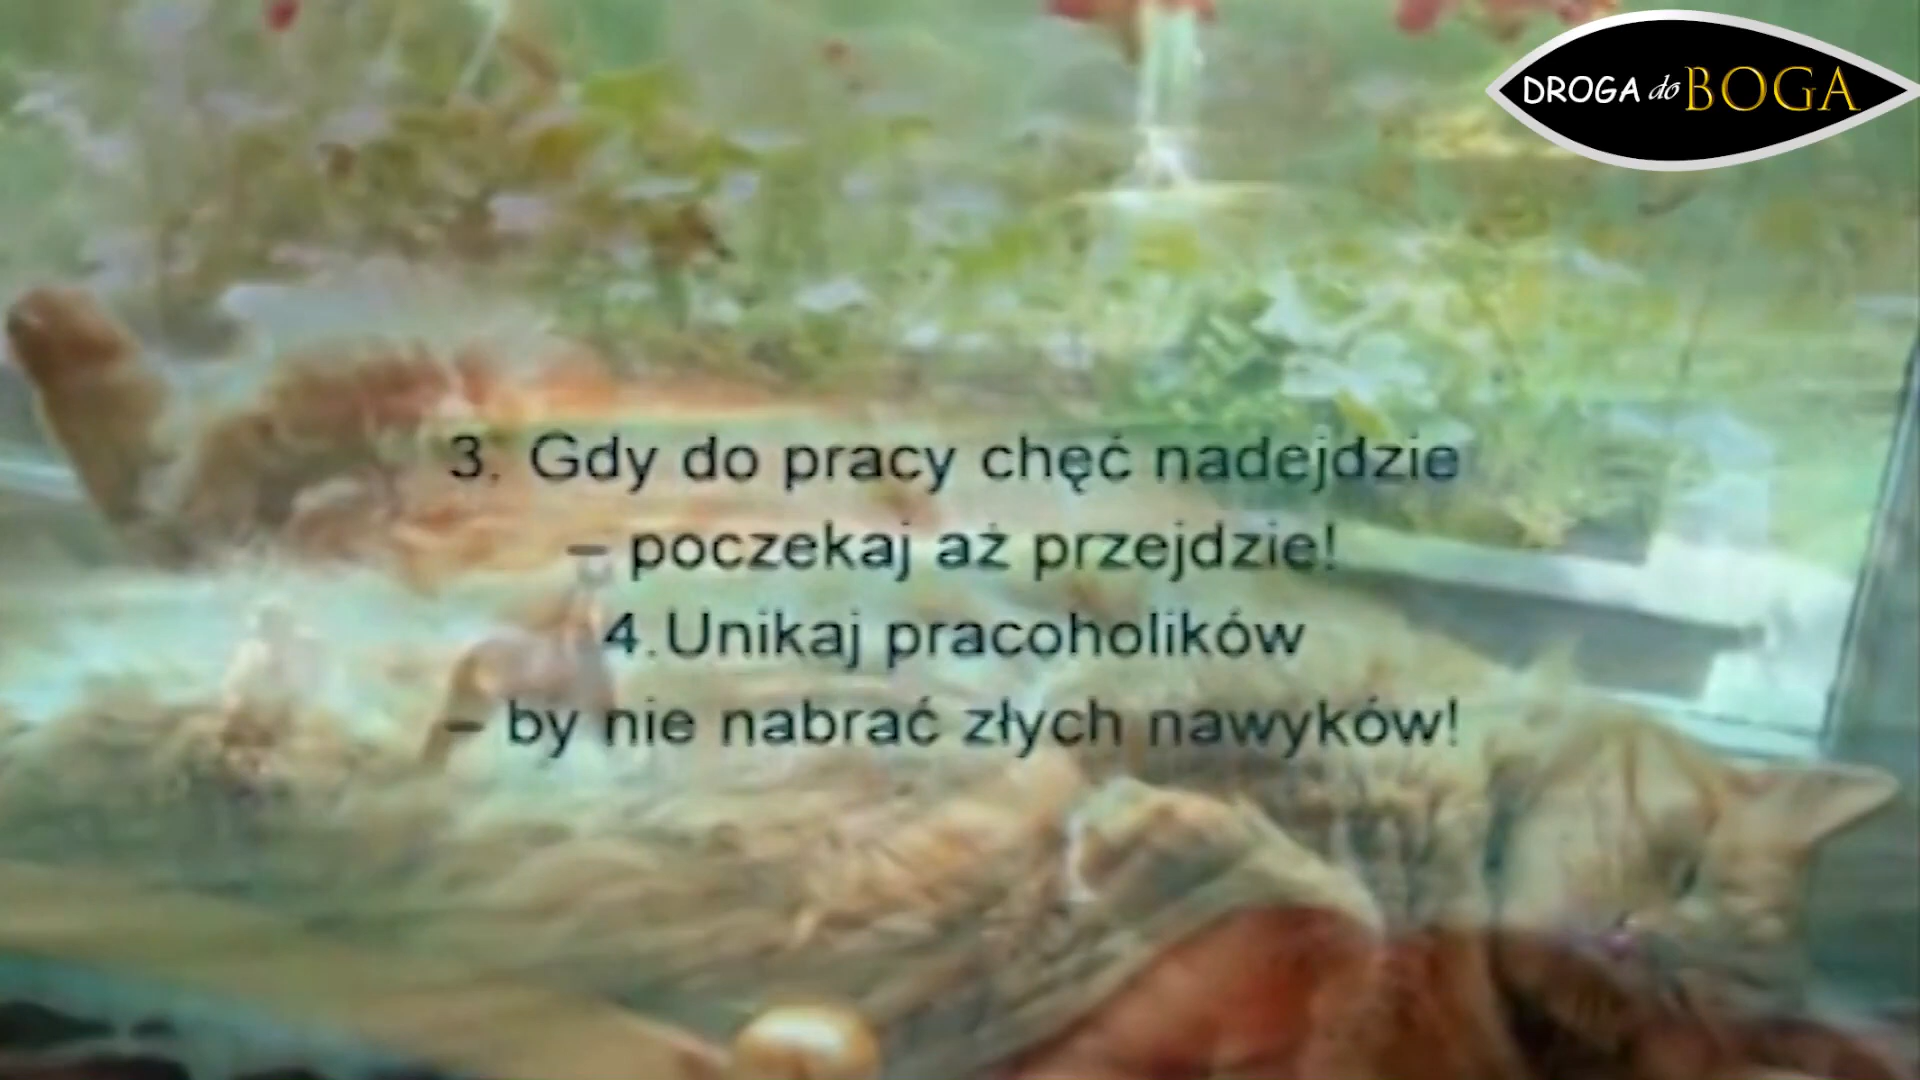 DROGA do BOGA
3. Gdy do pracy chęć nadejdzie
– poczekaj aż przejdzie!
4.Unikaj pracoholików
– by nie nabrać złych nawyków!